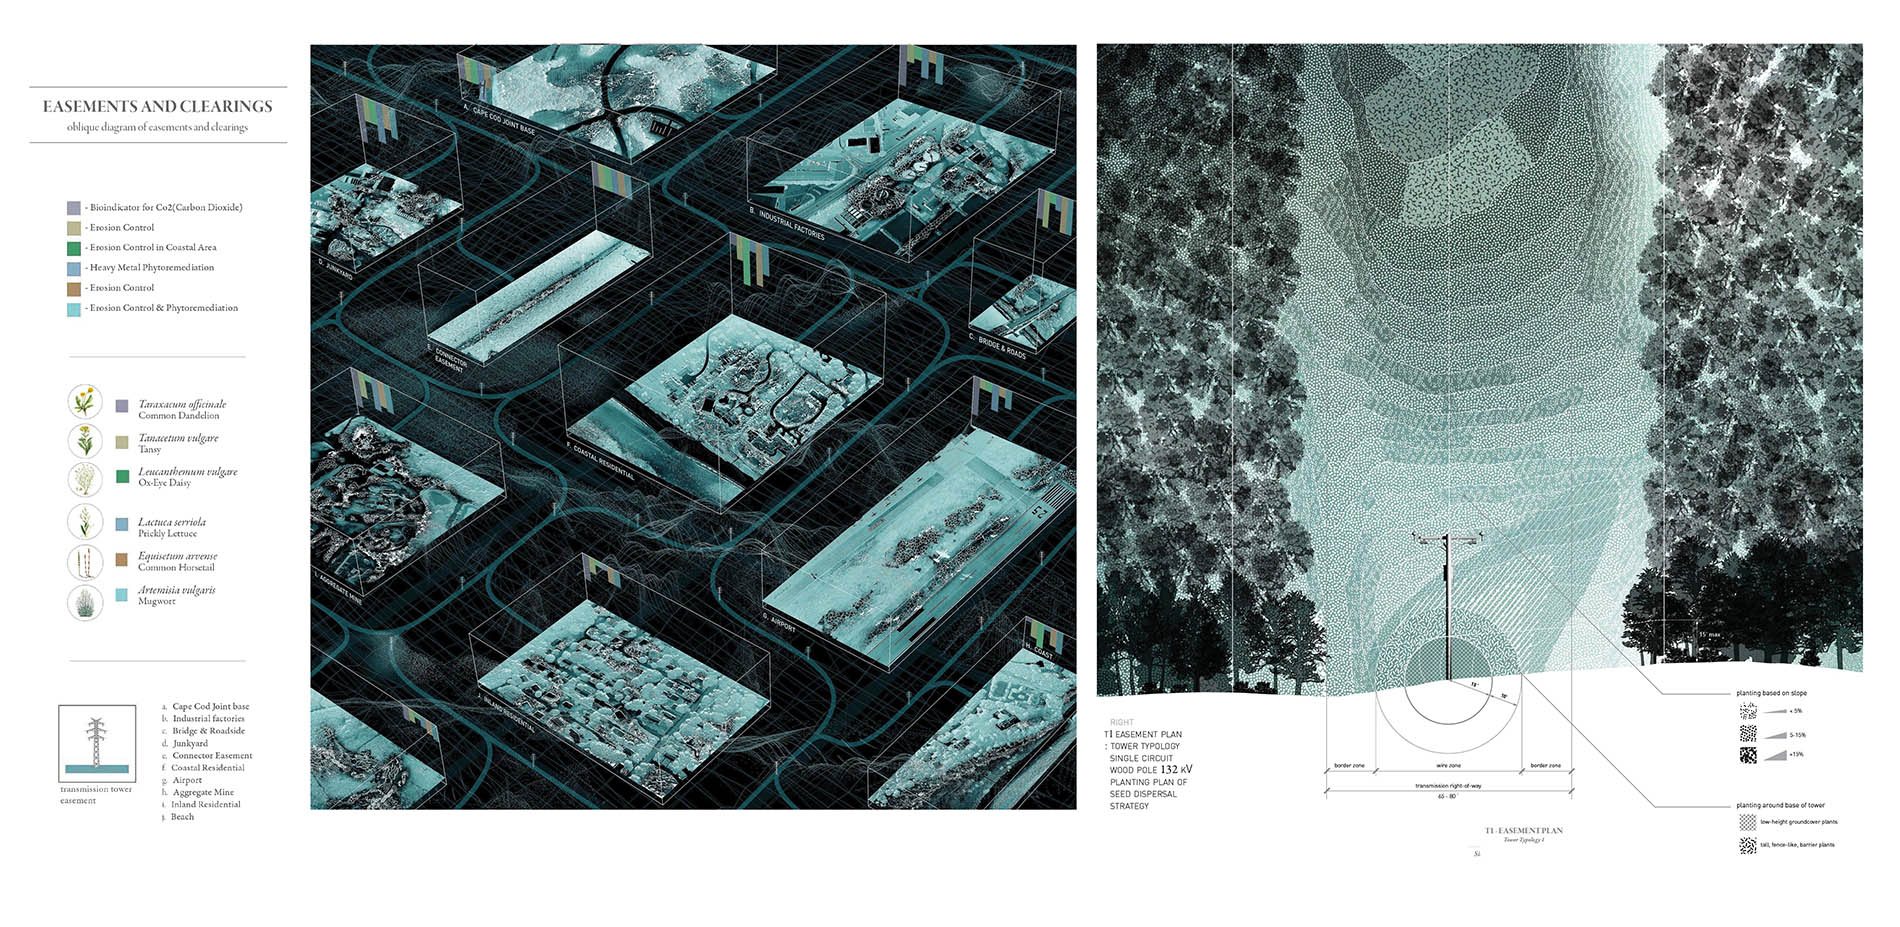 EASEMENTS AND CLEARINGS
oblique diagram of easements and clearings
- Bioindicator for Co2(Carbon Dioxide)
- Erosion Control
- Erosion Control in Coastal Area
- Heavy Metal Phytoremediation
- Erosion Control
- Erosion Control & Phytoremediation
Taraxacum officinale
Common Dandelion
Tanacetum vulgare
Tansy
Leucanthemum vulgare
Ox-Eye Daisy
Lactuca serriola
Prickly Lettuce
Equisetum arvense
Common Horsetail
Artemisia vulgaris
Mugwort
transmission tower
easement
a. Cape Cod Joint base
b. Industrial factories
c. Bridge & Roadside
d. Junkyard
e. Connector Easement
f. Coastal Residential
g. Airport
h. Aggregate Mine
i. Inland Residential
j. Beach
A. CAPE COD JOINT BASE
B. INDUSTRIAL FACTORIES
D. JUNKYARD
C. BRIDGE & ROADS
E. CONNECTOR
EASEMENT
F. COASTAL RESIDENTIAL
I. AGGREGATE MINE
G. AIRPORT
H. COAST
J. INLAND RESIDENTIAL
15' max
15'
10'
RIGHT
T1 EASEMENT PLAN
: TOWER TYPOLOGY
SINGLE CIRCUIT
WOOD POLE 132 KV
PLANTING PLAN OF
SEED DISPERSAL
STRATEGY
border zone
wire zone
border zone
transmission right-of-way
65 - 80 '
T1 - EASEMENT PLAN
Tower Typology 1
planting based on slope
< 5%
5-15%
+15%
planting around base of tower
low-height groundcover plants
tall, fence-like, barrier plants